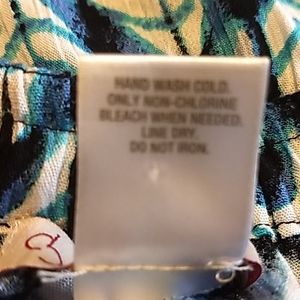 HAND WASH COLD.
ONLY NON-CHLORINE
BLEACH WHEN NEEDED.
LINE DRY.
DO NOT IRON.